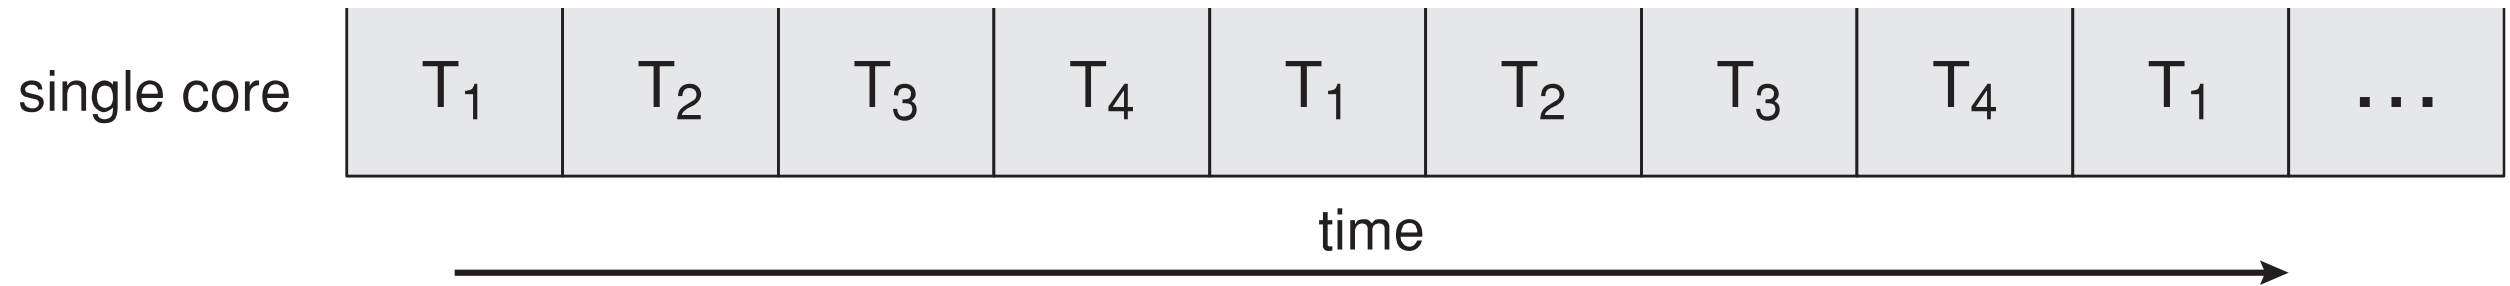 single core T₁ T₂ T₃ T₄ T₁ T₂ T₃ T₄ T₁ ...
time